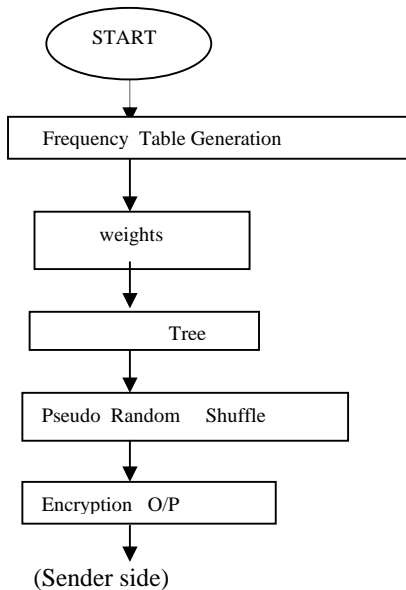 START
Frequency Table Generation
weights
Tree
Pseudo Random Shuffle
Encryption O/P
(Sender side)